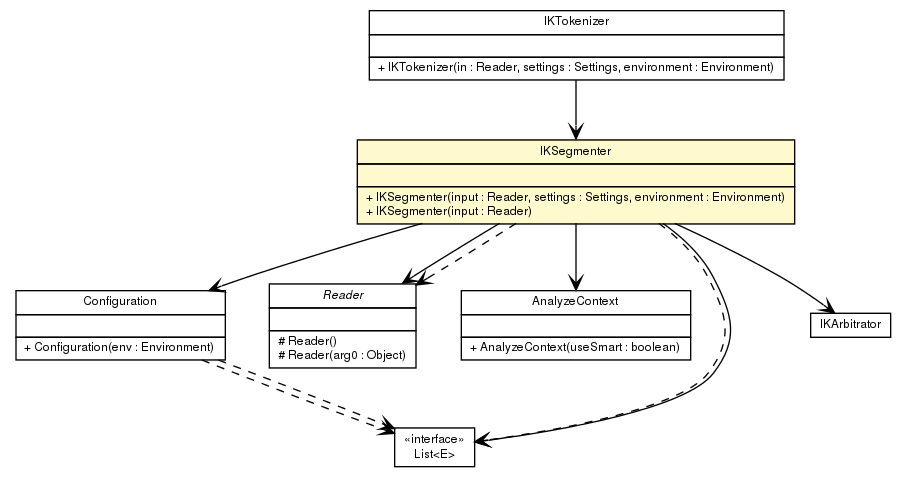 IKTokenizer
+ IKTokenizer(in : Reader, settings : Settings, environment : Environment)
IKSegmenter
+ IKSegmenter(input : Reader, settings : Settings, environment : Environment)
+ IKSegmenter(input : Reader)
Configuration
+ Configuration(env : Environment)
Reader
# Reader()
# Reader(arg0 : Object)
AnalyzeContext
+ AnalyzeContext(useSmart : boolean)
IKArbitrator
«interface»
List<E>